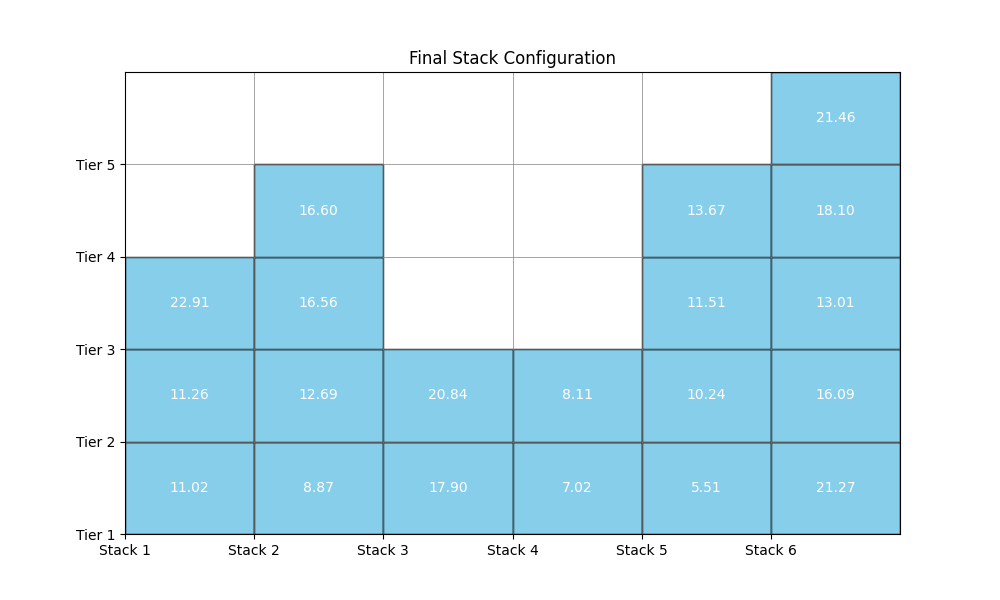 Final Stack Configuration
21.46
Tier 5
16.60 13.67 18.10
Tier 4
22.91 16.56 11.51 13.01
Tier 3
11.26 12.69 20.84 8.11 10.24 16.09
Tier 2
11.02 8.87 17.90 7.02 5.51 21.27
Tier 1
Stack 1 Stack 2 Stack 3 Stack 4 Stack 5 Stack 6